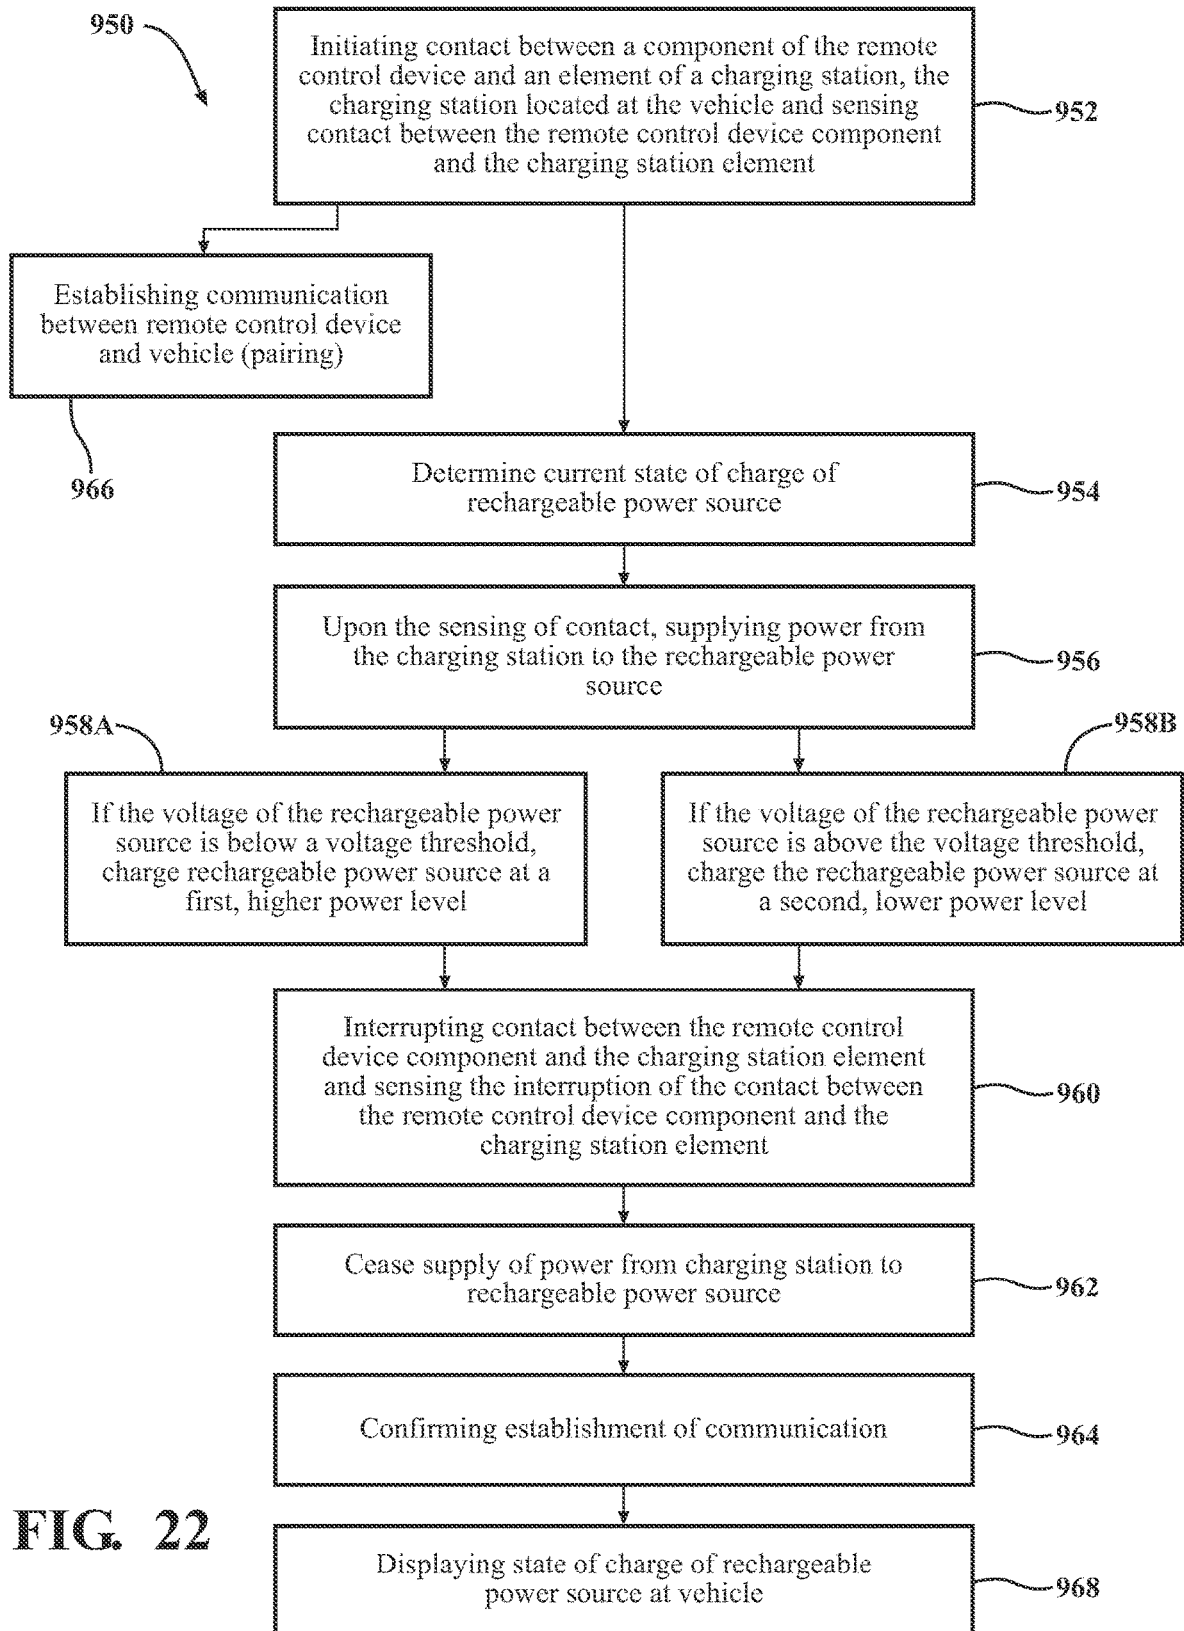 950
Initiating contact between a component of the remote
control device and an element of a charging station, the
charging station located at the vehicle and sensing
contact between the remote control device component
and the charging station element
952
Establishing communication
between remote control device
and vehicle (pairing)
966
Determine current state of charge of
rechargeable power source
954
Upon the sensing of contact, supplying power from
the charging station to the rechargeable power
source
956
958A
If the voltage of the rechargeable power
source is below a voltage threshold,
charge rechargeable power source at a
first, higher power level
958B
If the voltage of the rechargeable power
source is above the voltage threshold,
charge the rechargeable power source at
a second, lower power level
Interrupting contact between the remote control
device component and the charging station element
and sensing the interruption of the contact between
the remote control device component and the
charging station element
960
Cease supply of power from charging station to
rechargeable power source
962
Confirming establishment of communication
964
Displaying state of charge of rechargeable
power source at vehicle
968
FIG. 22